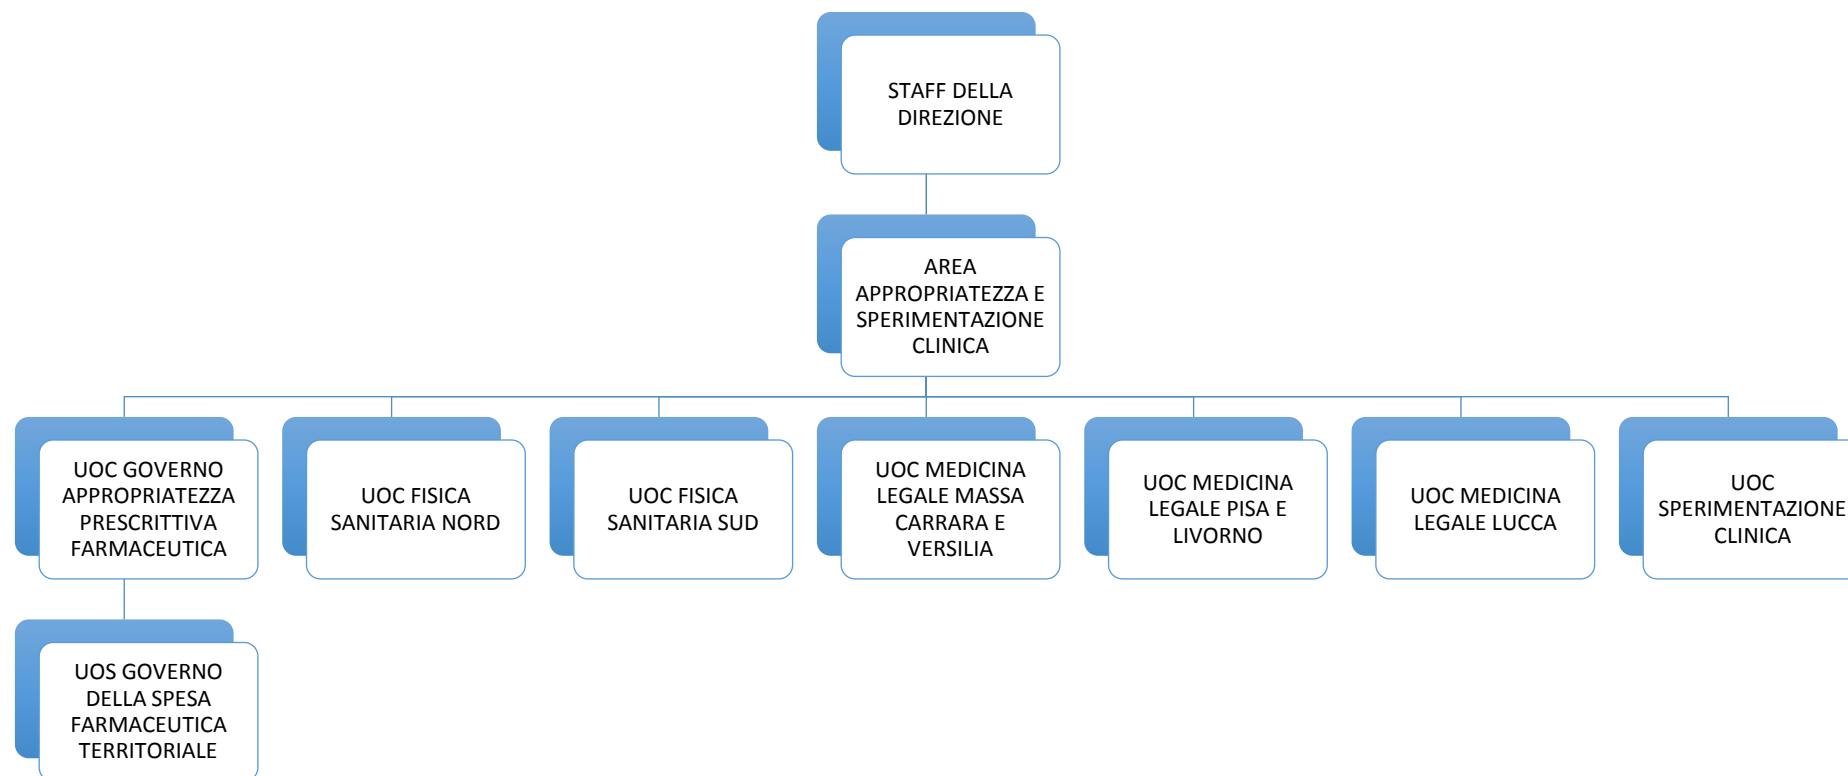 STAFF DELLA
DIREZIONE
AREA
APPROPRIATEZZA E
SPERIMENTAZIONE
CLINICA
UOC GOVERNO
APPROPRIATEZZA
PRESCRITTIVA
FARMACEUTICA
UOC FISICA
SANITARIA NORD
UOC FISICA
SANITARIA SUD
UOC MEDICINA
LEGALE MASSA
CARRARA E
VERSILIA
UOC MEDICINA
LEGALE PISA E
LIVORNO
UOC MEDICINA
LEGALE LUCCA
UOC
SPERIMENTAZIONE
CLINICA
UOS GOVERNO
DELLA SPESA
FARMACEUTICA
TERRITORIALE